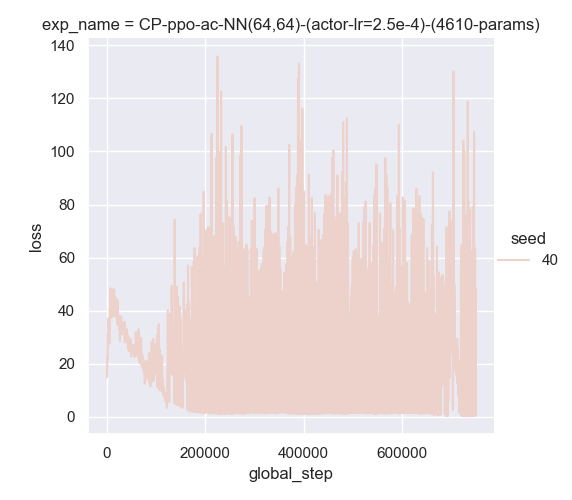 exp_name = CP-ppo-ac-NN(64,64)-(actor-lr=2.5e-4)-(4610-params)
140
120
100
80
60
40
20
0
loss
seed
40
0 200000 400000 600000
global_step